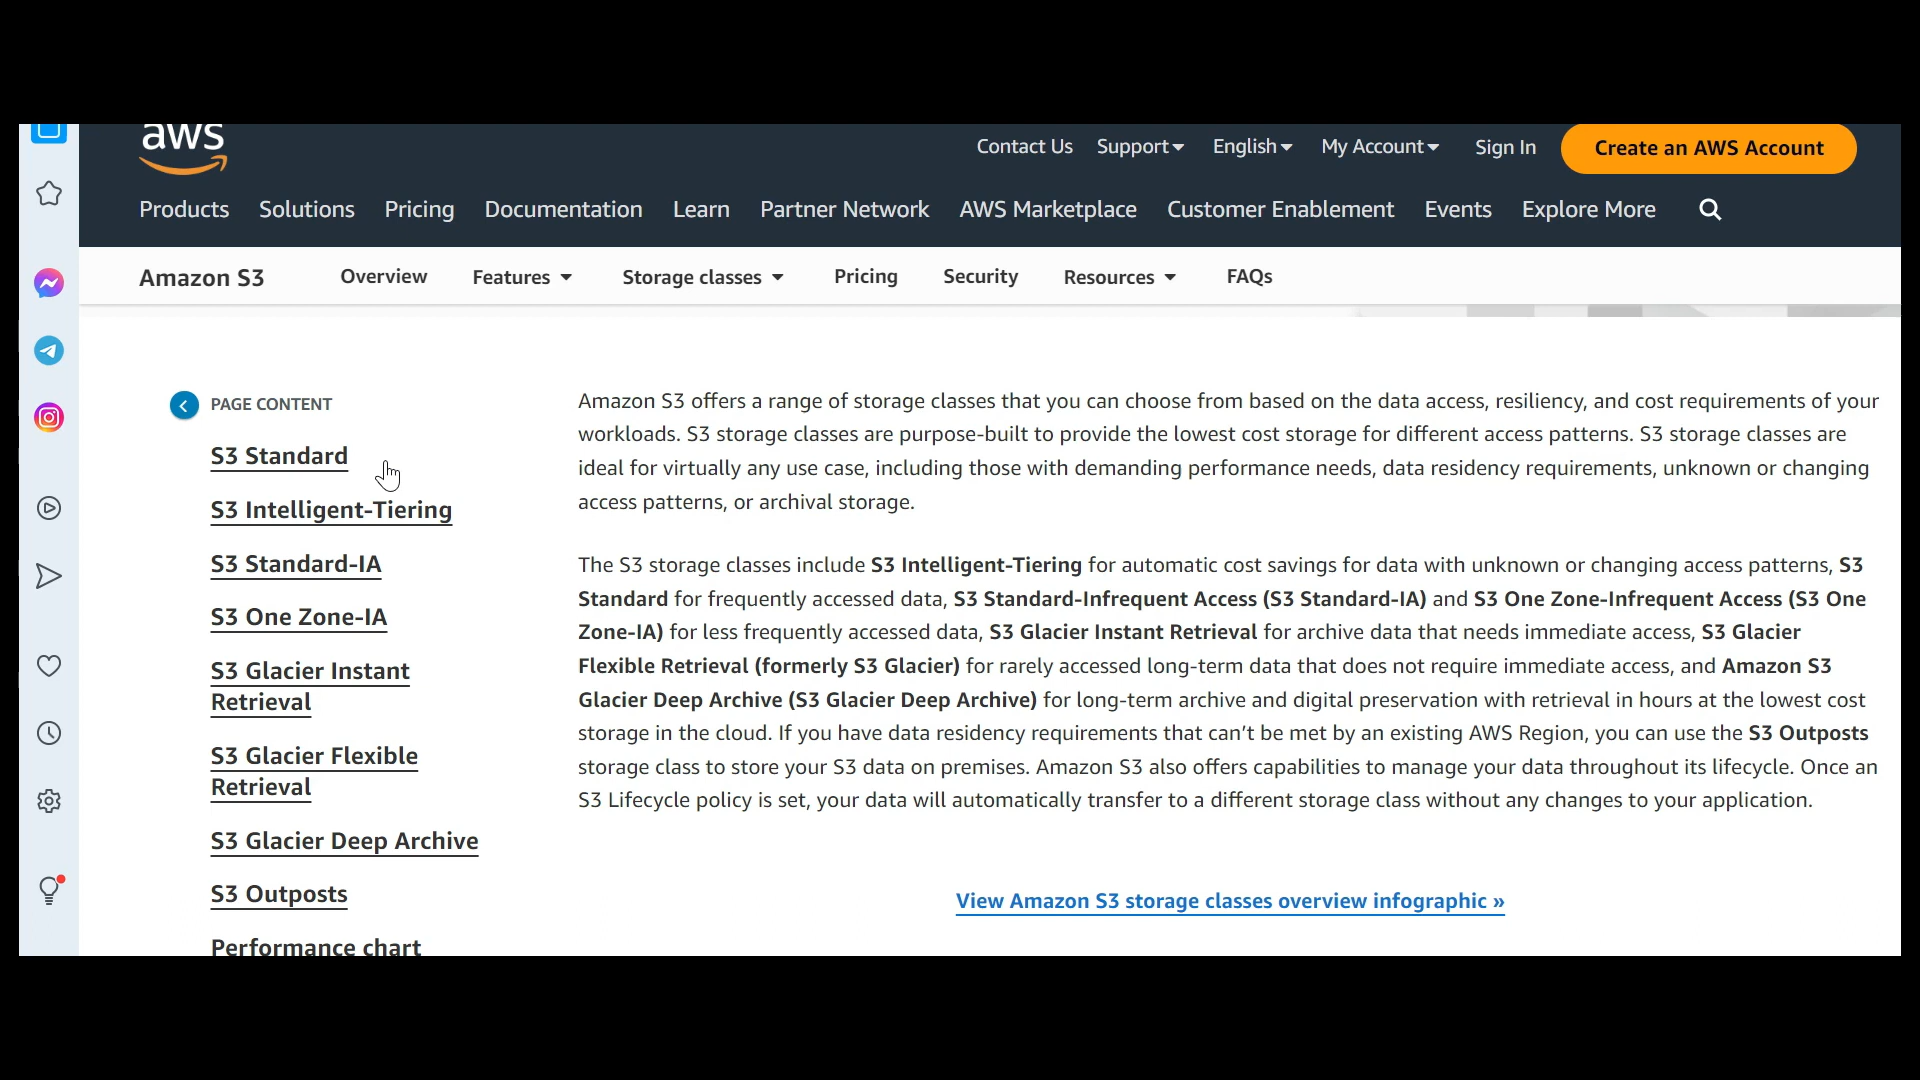 aws
Contact Us Support English My Account Sign In Create an AWS Account
Products Solutions Pricing Documentation Learn Partner Network AWS Marketplace Customer Enablement Events Explore More
Amazon S3 Overview Features Storage classes Pricing Security Resources FAQs
PAGE CONTENT
S3 Standard
S3 Intelligent-Tiering
S3 Standard-IA
S3 One Zone-IA
S3 Glacier Instant
Retrieval
S3 Glacier Flexible
Retrieval
S3 Glacier Deep Archive
S3 Outposts
Performance chart
Amazon S3 offers a range of storage classes that you can choose from based on the data access, resiliency, and cost requirements of your
workloads. S3 storage classes are purpose-built to provide the lowest cost storage for different access patterns. S3 storage classes are
ideal for virtually any use case, including those with demanding performance needs, data residency requirements, unknown or changing
access patterns, or archival storage.
The S3 storage classes include S3 Intelligent-Tiering for automatic cost savings for data with unknown or changing access patterns, S3
Standard for frequently accessed data, S3 Standard-Infrequent Access (S3 Standard-IA) and S3 One Zone-Infrequent Access (S3 One
Zone-IA) for less frequently accessed data, S3 Glacier Instant Retrieval for archive data that needs immediate access, S3 Glacier
Flexible Retrieval (formerly S3 Glacier) for rarely accessed long-term data that does not require immediate access, and Amazon S3
Glacier Deep Archive (S3 Glacier Deep Archive) for long-term archive and digital preservation with retrieval in hours at the lowest cost
storage in the cloud. If you have data residency requirements that can’t be met by an existing AWS Region, you can use the S3 Outposts
storage class to store your S3 data on premises. Amazon S3 also offers capabilities to manage your data throughout its lifecycle. Once an
S3 Lifecycle policy is set, your data will automatically transfer to a different storage class without any changes to your application.
View Amazon S3 storage classes overview infographic »